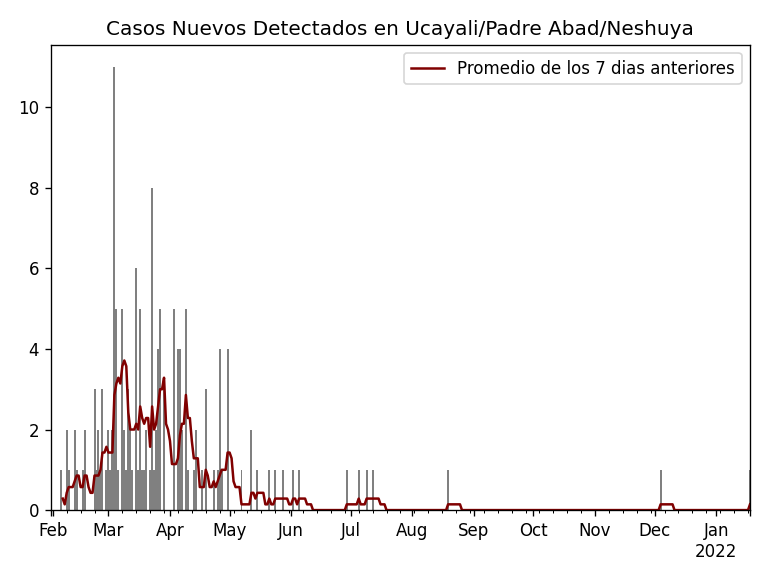 Casos Nuevos Detectados en Ucayali/Padre Abad/Neshuya
Promedio de los 7 dias anteriores
10
8
6
4
2
0
Feb Mar Apr May Jun Jul Aug Sep Oct Nov Dec Jan
2022